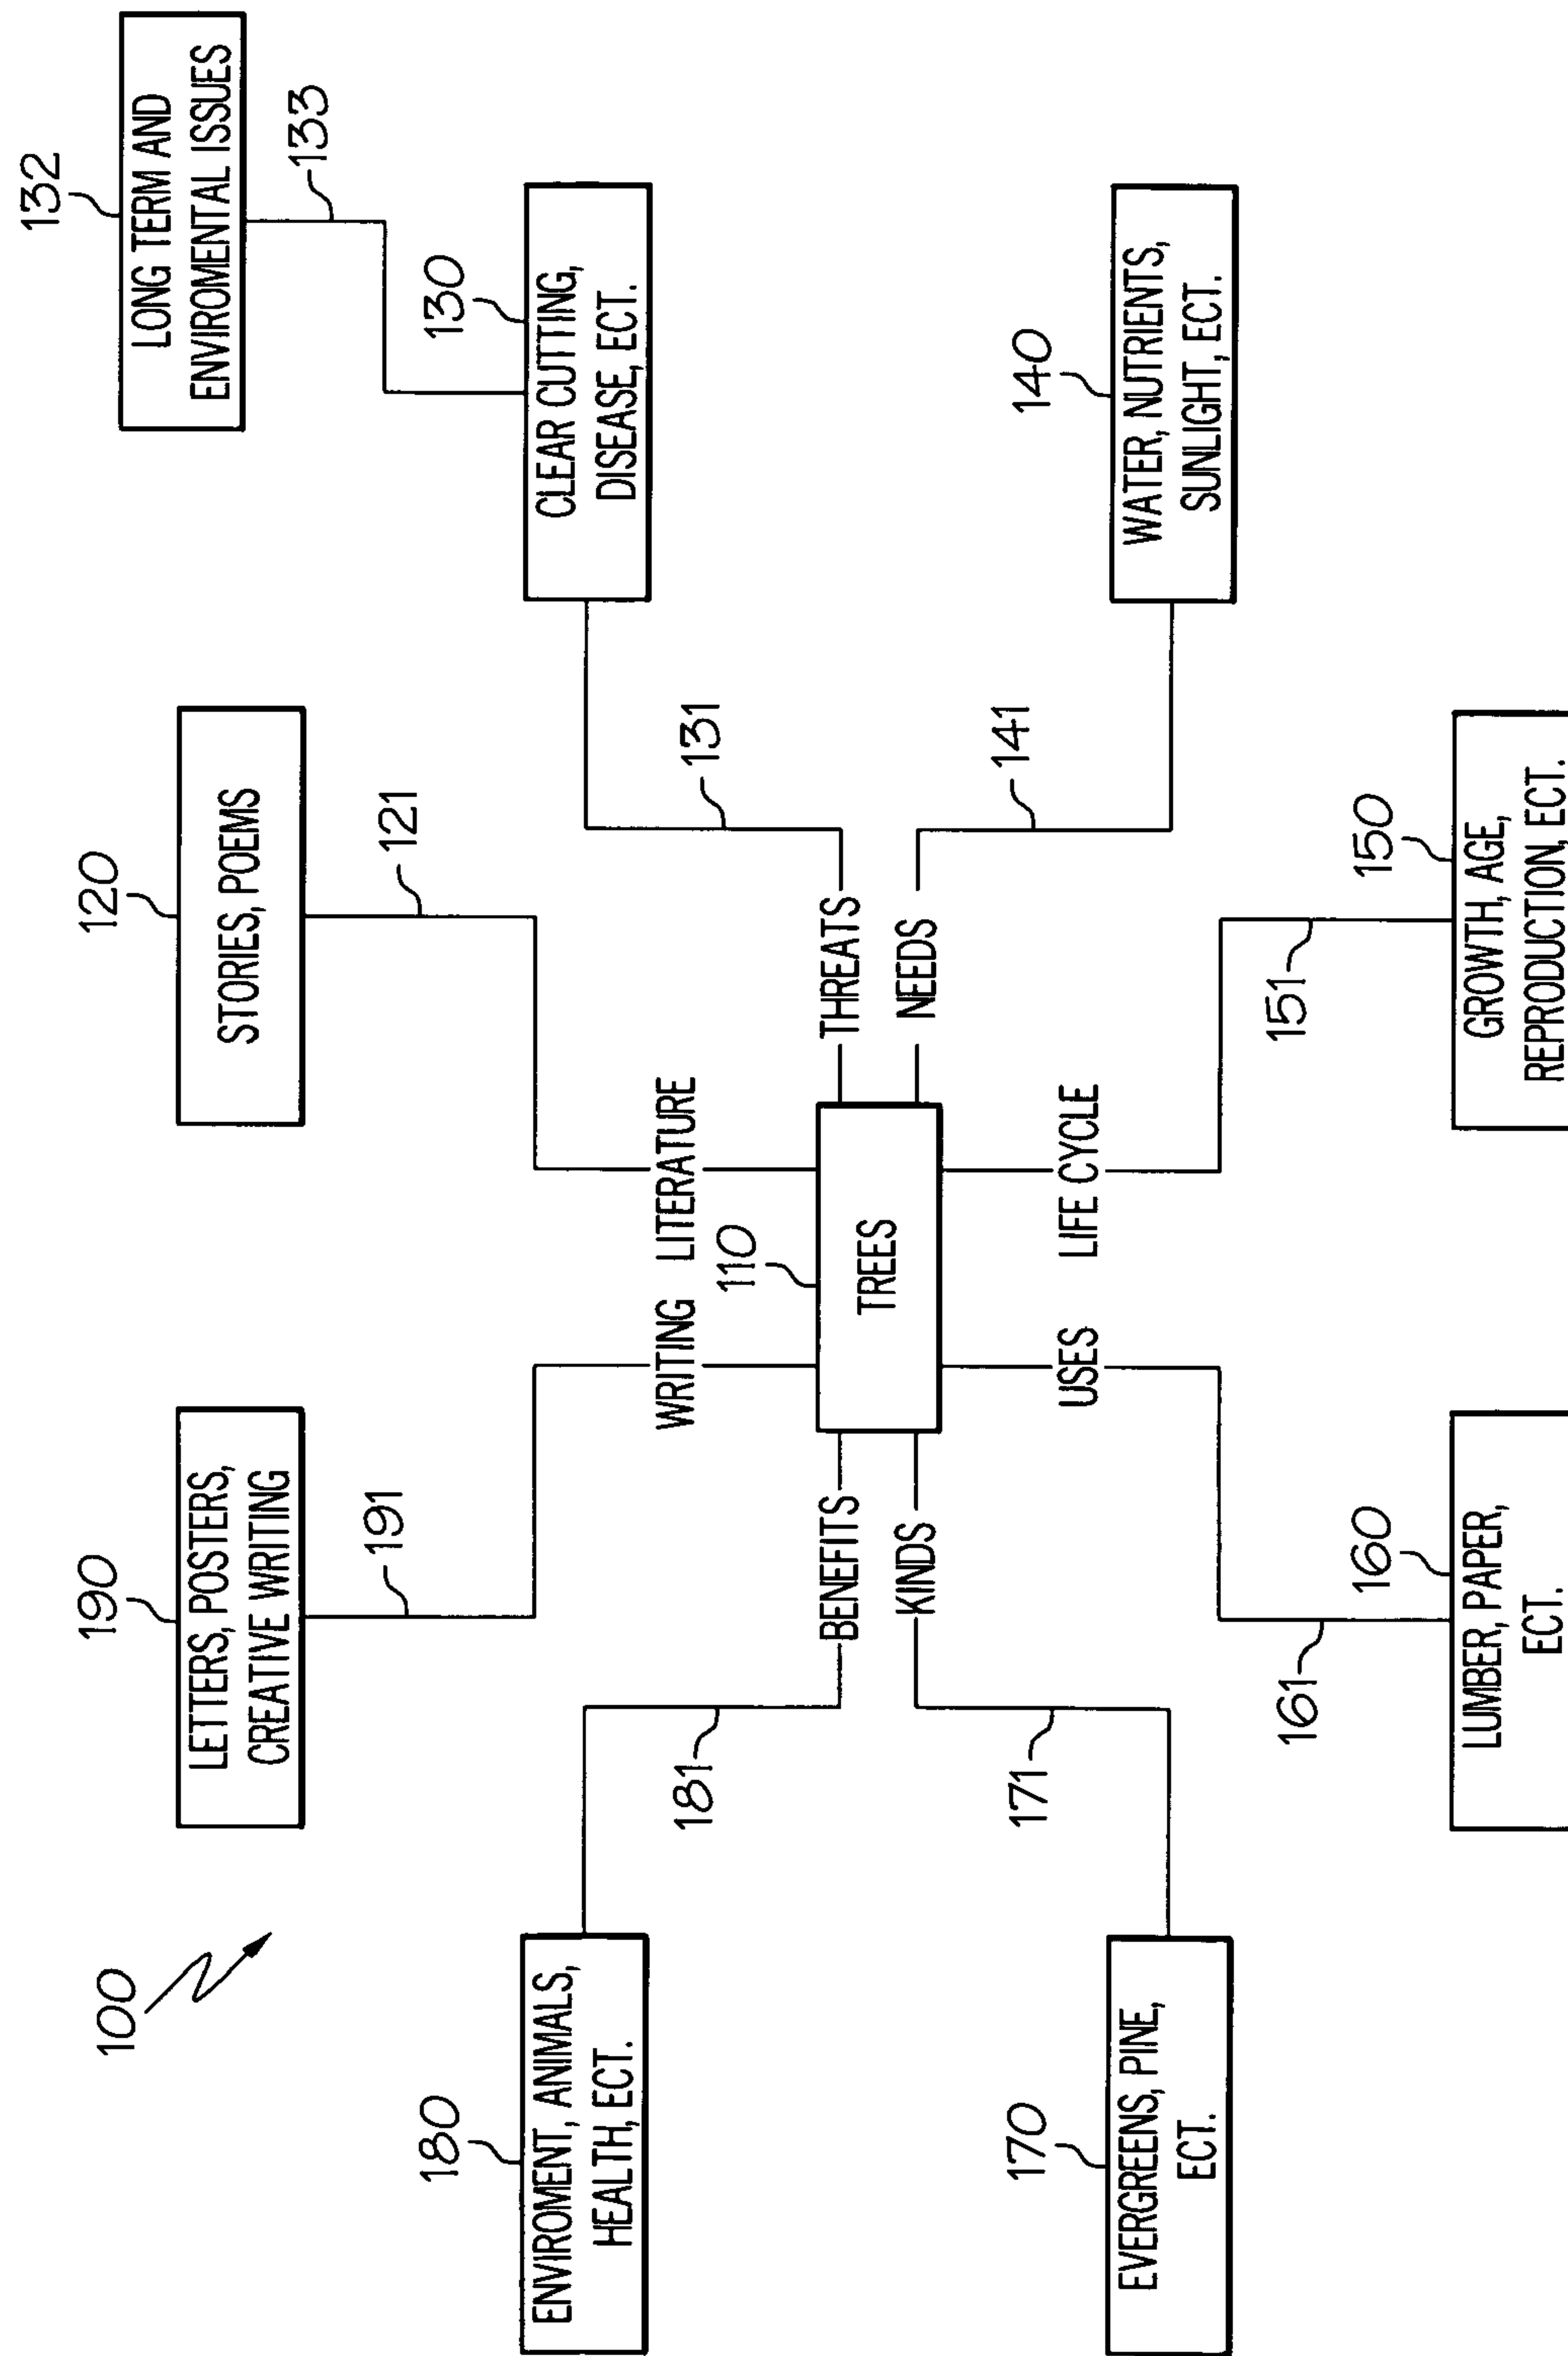 132
LONG TERM AND
ENVIROMENTAL ISSUES
133
120
STORIES, POEMS
121
190
LETTERS, POSTERS,
CREATIVE WRITING
191
100
130
CLEAR CUTTING,
DISEASE, ECT.
131
180
ENVIROMENT, ANIMALS,
HEALTH, ECT.
181
WRITING
LITERATURE
110
TREES
BENEFITS
THREATS
KINDS
NEEDS
USES
LIFE CYCLE
171
170
EVERGREENS, PINE,
ECT.
141
140
WATER, NUTRIENTS,
SUNLIGHT, ECT.
161
160
LUMBER, PAPER,
ECT.
151
150
GROWTH, AGE,
REPRODUCTION, ECT.